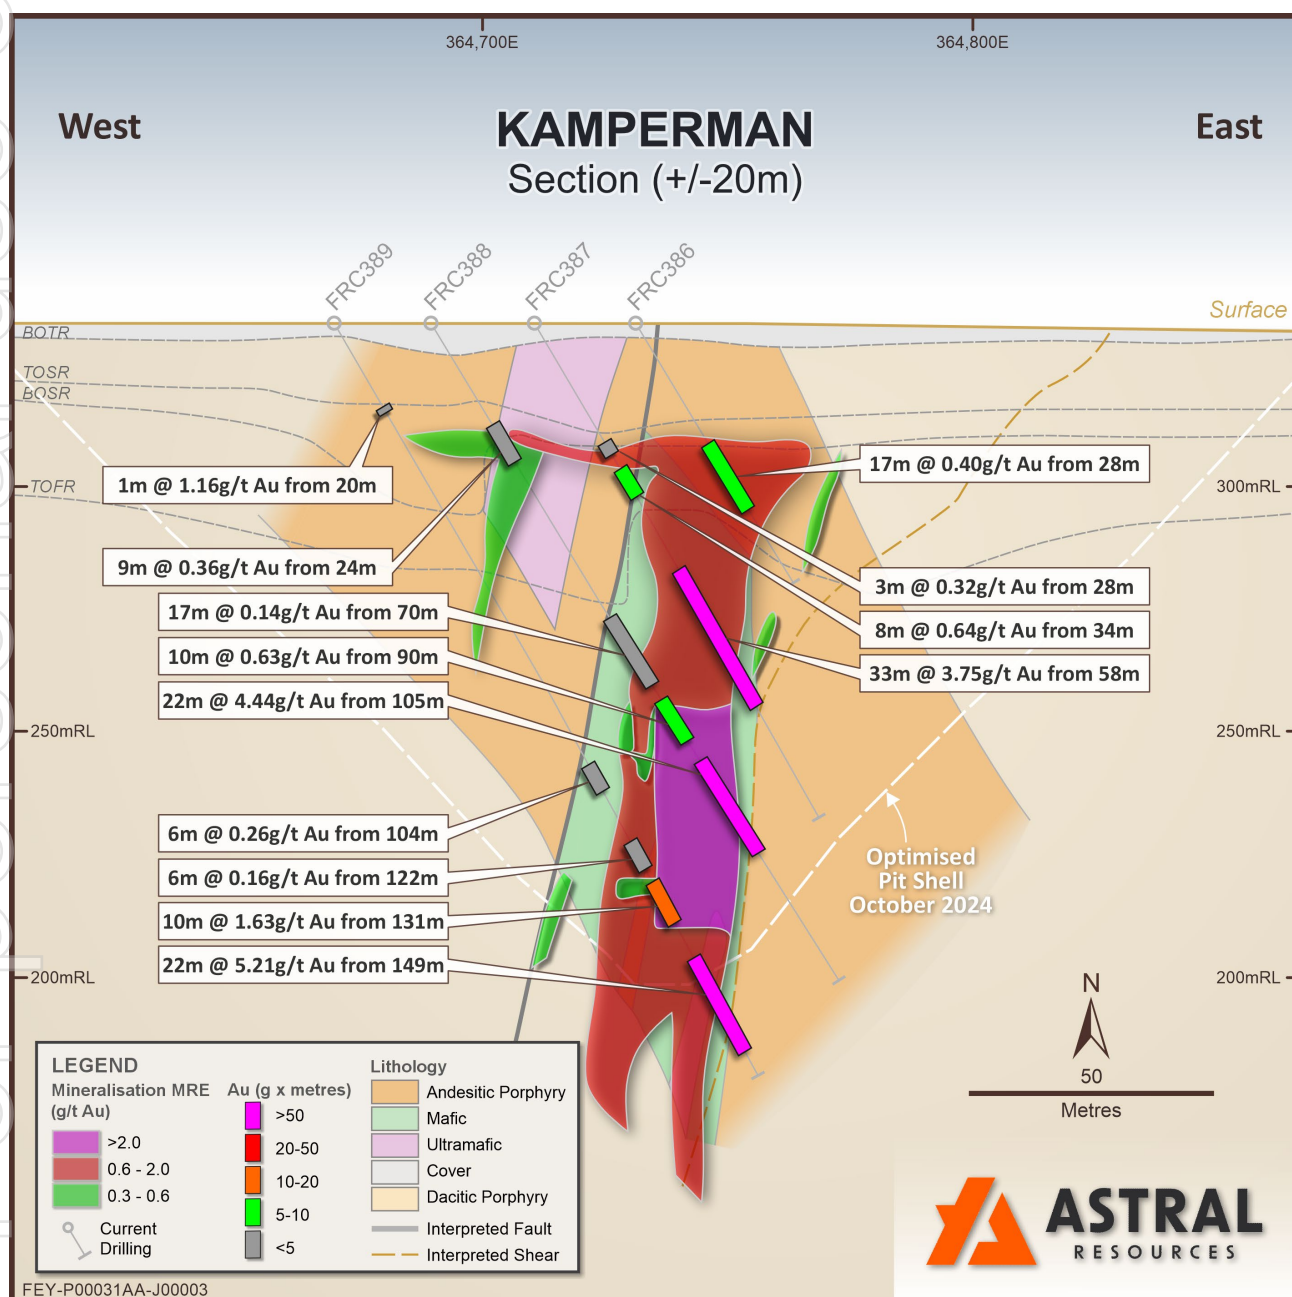 364,700E
364,800E
West
KAMPERMAN
East
Section (+/-20m)
FRC389
FRC388
FRC387
FRC386
Surface
BOTR
TOSR
BOSR
TOFR
1m @ 1.16g/t Au from 20m
17m @ 0.40g/t Au from 28m
300mRL
9m @ 0.36g/t Au from 24m
3m @ 0.32g/t Au from 28m
17m @ 0.14g/t Au from 70m
8m @ 0.64g/t Au from 34m
10m @ 0.63g/t Au from 90m
33m @ 3.75g/t Au from 58m
22m @ 4.44g/t Au from 105m
250mRL
250mRL
6m @ 0.26g/t Au from 104m
6m @ 0.16g/t Au from 122m
10m @ 1.63g/t Au from 131m
22m @ 5.21g/t Au from 149m
Optimised
Pit Shell
October 2024
200mRL
200mRL
N
50
Metres
LEGEND
Mineralisation MRE
(g/t Au)
>2.0
0.6 - 2.0
0.3 - 0.6
Current
Drilling
Au (g x metres)
>50
20-50
10-20
5-10
<5
Lithology
Andesitic Porphyry
Mafic
Ultramafic
Cover
Dacitic Porphyry
Interpreted Fault
Interpreted Shear
ASTRAL
RESOURCES
FEY-P00031AA-J00003